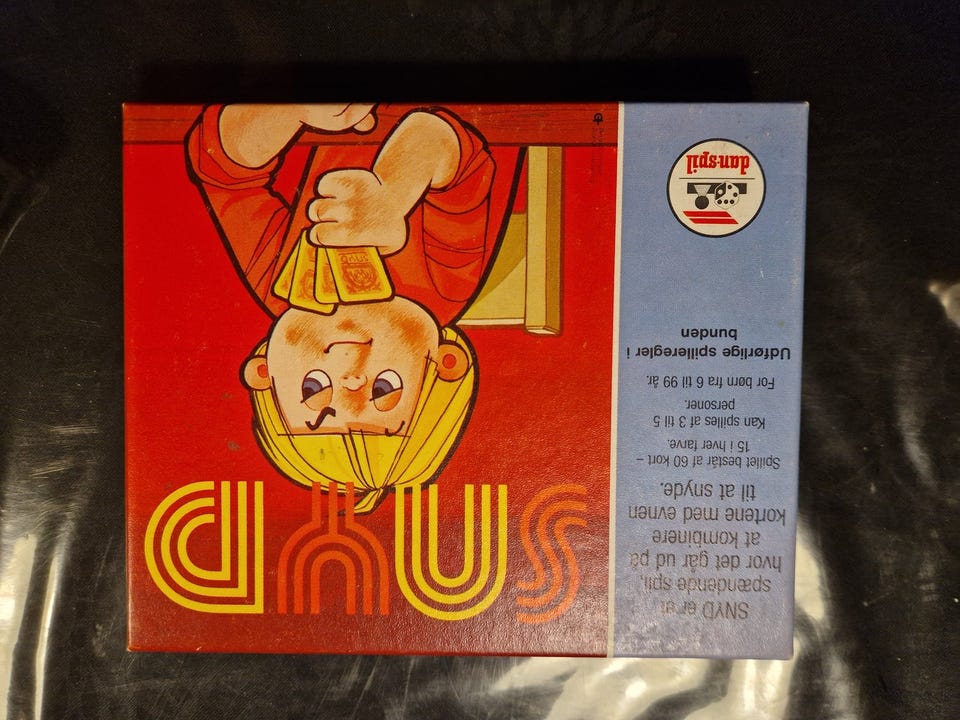 snyd
SNYD er et
spændende spil,
hvor det går ud på
at kombinere
kortene med evnen
til at snyde.
Spillet består af 60 kort –
15 i hver farve.
Kan spilles af 3 til 5
personer.
For børn fra 6 til 99 år.
Udførlige spilleregler i
bunden
dan-spil
SNYD